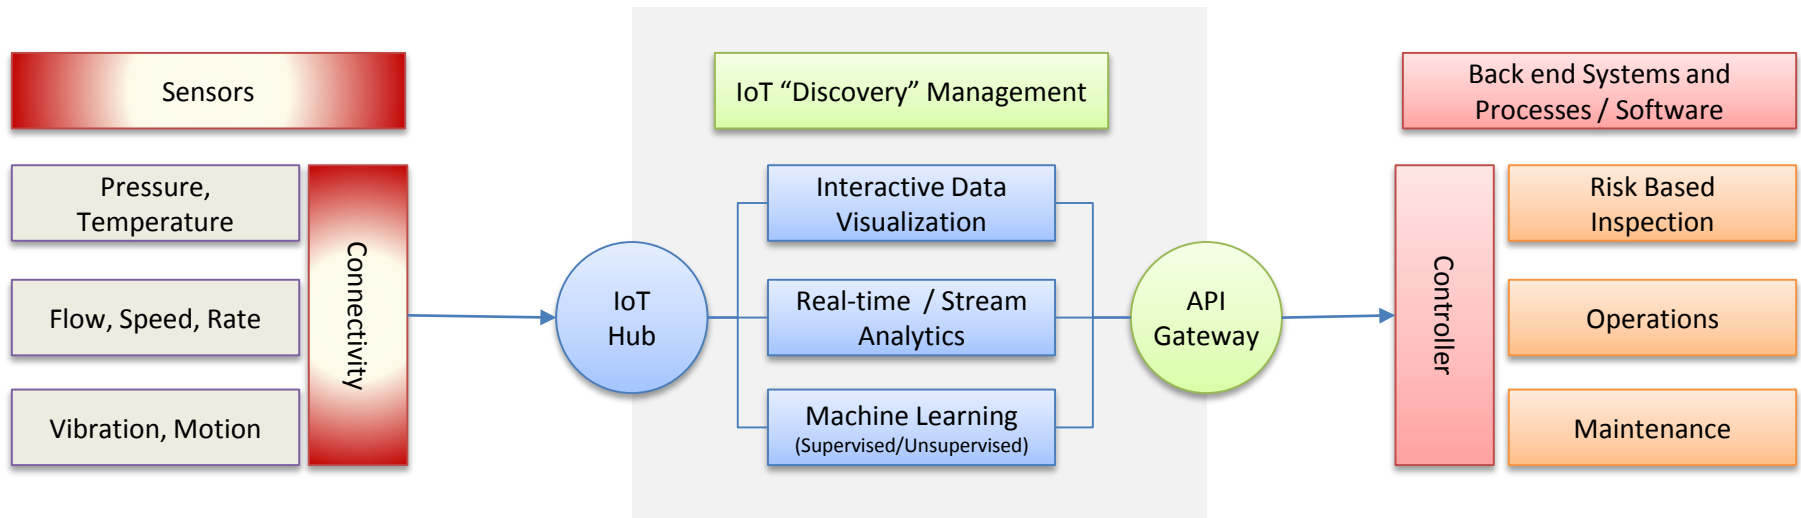 Sensors
Pressure,
Temperature
Flow, Speed, Rate
Vibration, Motion
Connectivity
IoT
Hub
IoT “Discovery” Management
Interactive Data
Visualization
Real-time / Stream
Analytics
Machine Learning
(Supervised/Unsupervised)
API
Gateway
Back end Systems and
Processes / Software
Controller
Risk Based
Inspection
Operations
Maintenance